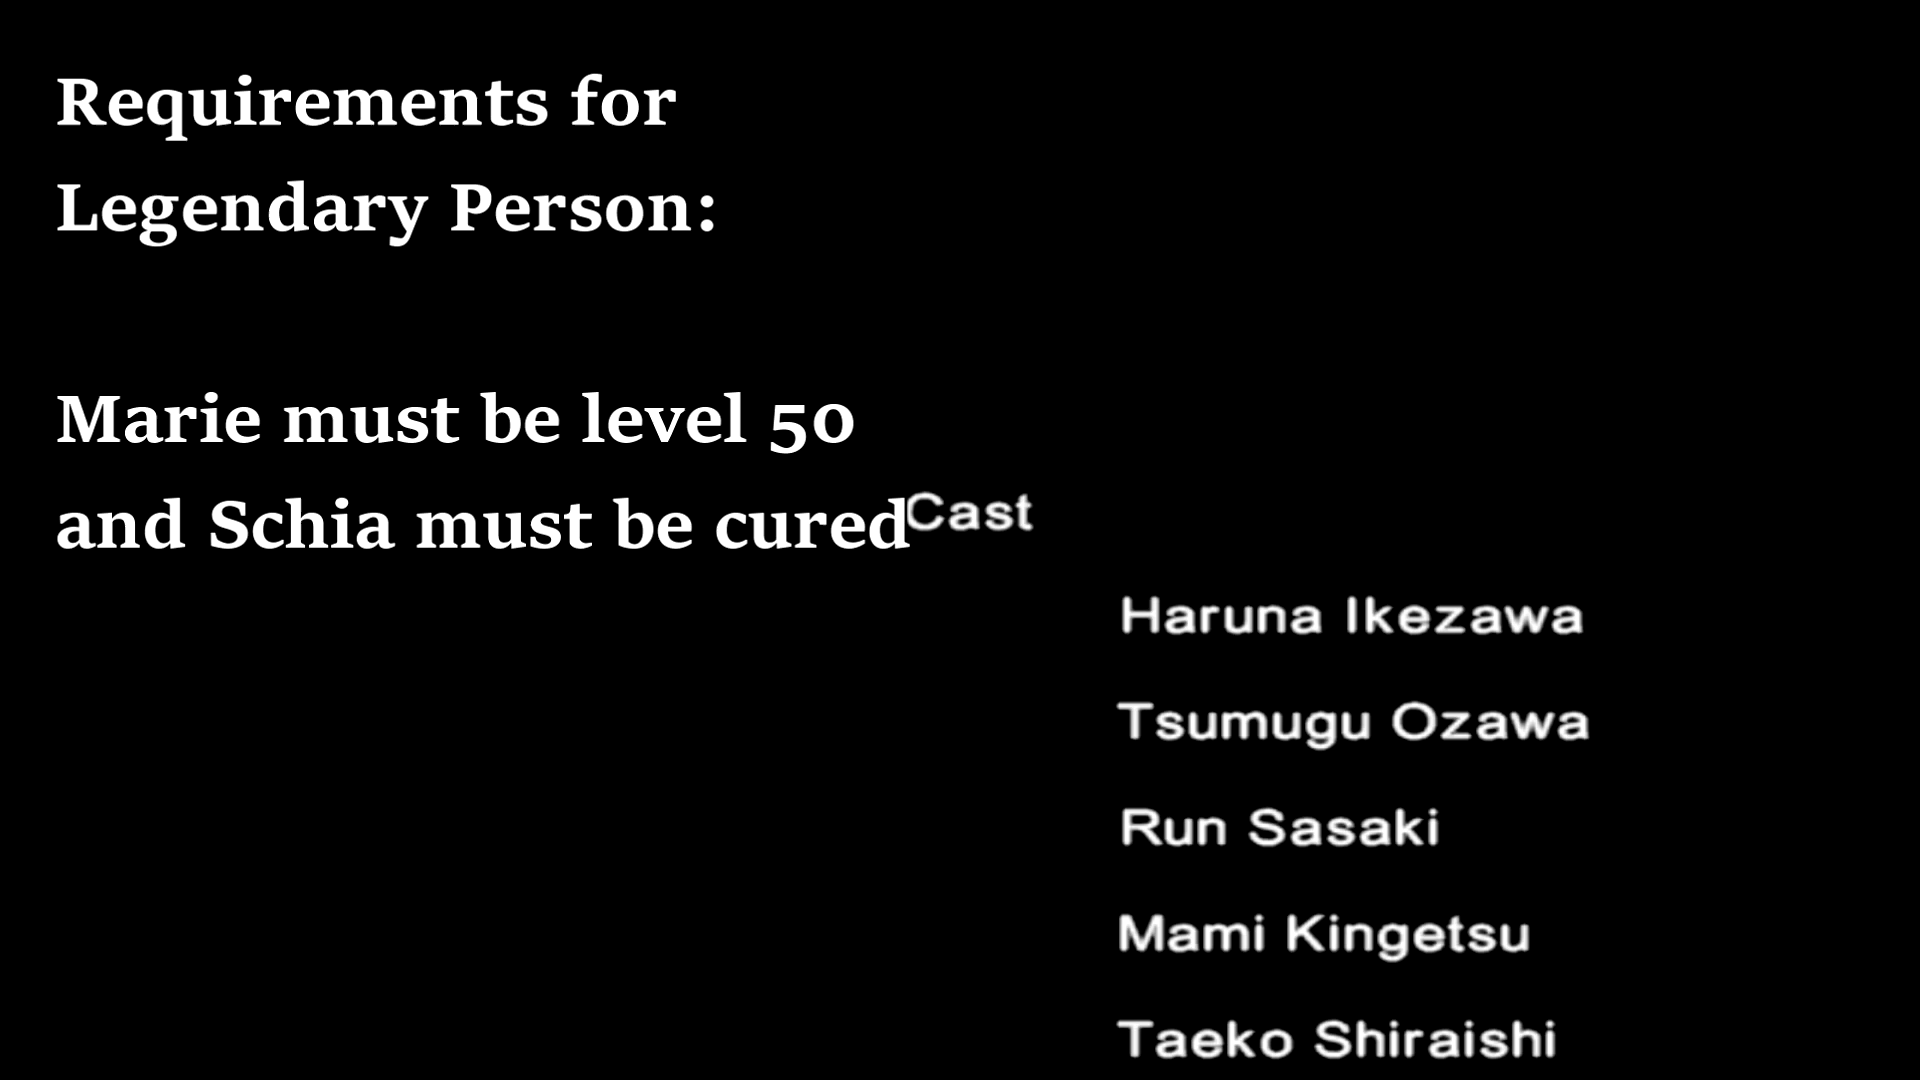 Requirements for
Legendary Person:
Marie must be level 50
and Schia must be cured
Cast
Haruna Ikezawa
Tsumugu Ozawa
Run Sasaki
Mami Kingetsu
Taeko Shiraishi